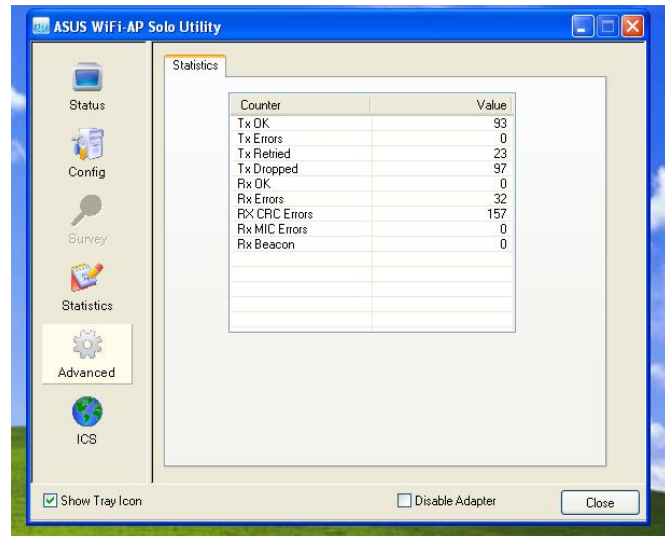 ASUS WiFi-AP Solo Utility
Status
Config
Survey
Statistics
Advanced
ICS
Statistics
Counter Value
Tx OK 93
Tx Errors 0
Tx Retried 23
Tx Dropped 97
Rx OK 0
Rx Errors 32
RX CRC Errors 157
Rx MIC Errors 0
Rx Beacon 0
Show Tray Icon
Disable Adapter
Close